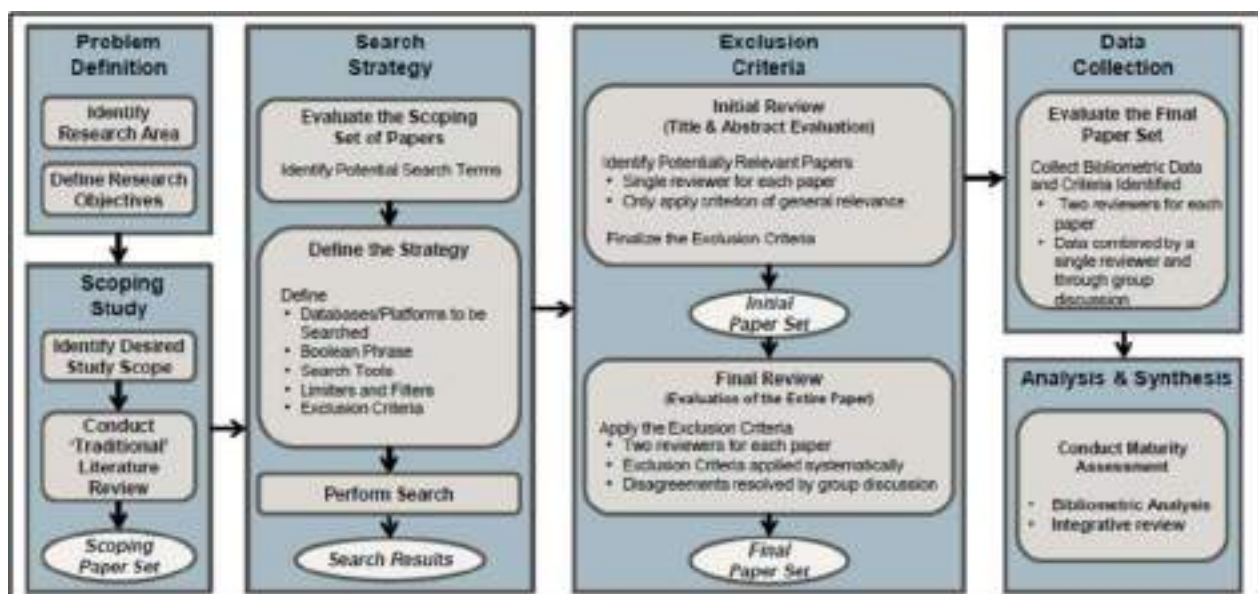 Problem
Definition
Identify
Research Area
Define Research
Objectives
Scoping
Study
Identify Desired
Study Scope
Conduct
'Traditional'
Literature
Review
Scoping
Paper Set
Search
Strategy
Evaluate the Scoping
Set of Papers
Identify Potential Search Terms
Define the Strategy
Define
• Databases/Platforms to be
Searched
• Boolean Phrase
• Search Tools
• Limiters and Filters
• Exclusion Criteria
Perform Search
Search Results
Exclusion
Criteria
Initial Review
(Title & Abstract Evaluation)
Identify Potentially Relevant Papers
• Single reviewer for each paper
• Only apply criterion of general relevance
Finalize the Exclusion Criteria
Initial
Paper Set
Final Review
(Evaluation of the Entire Paper)
Apply the Exclusion Criteria
• Two reviewers for each paper
• Exclusion Criteria applied systematically
• Disagreements resolved by group discussion
Final
Paper Set
Data
Collection
Evaluate the Final
Paper Set
Collect Bibliometric Data
and Criteria Identified
• Two reviewers for each
paper
• Data combined by a
single reviewer and
through group
discussion
Analysis & Synthesis
Conduct Maturity
Assessment
• Bibliometric Analysis
• Integrative review